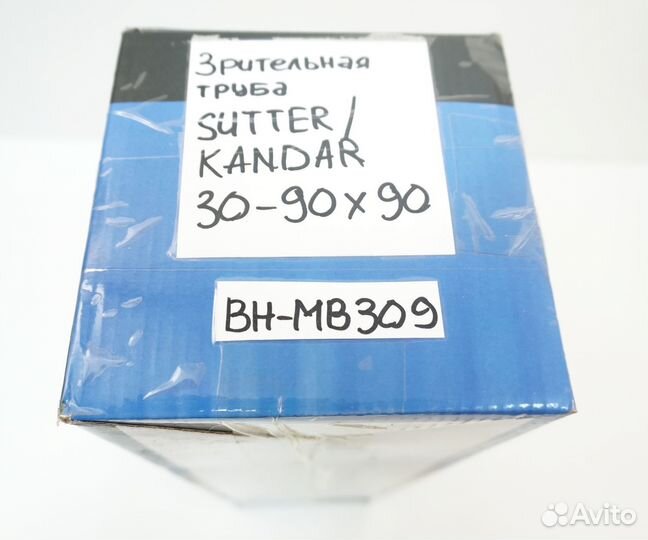 Зрительная
труба
SUTTER/
KANDAR
30-90x90
BH-MB309
Avito